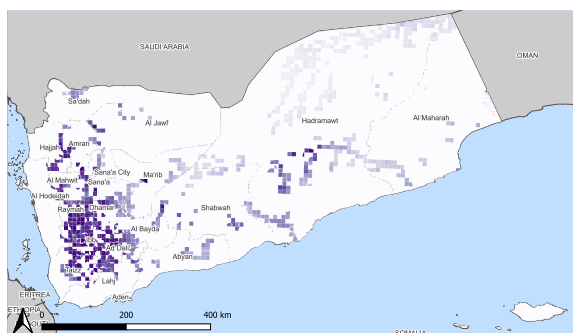 SAUDI ARABIA
OMAN
Sa'dah
Al Jawf
Hadramawt
Al Maharah
Hajjah
Amran
Sana'a City
Ma'rib
Al Mahwit
Sana'a
Al Hodeidah
Raymah
Dhamar
Shabwah
Al Bayda
Ibb
Ad Dali'
Abyan
Taizz
Lahj
Aden
ERITREA
ETHIOPIA
0 200 400 km
SOMALIA